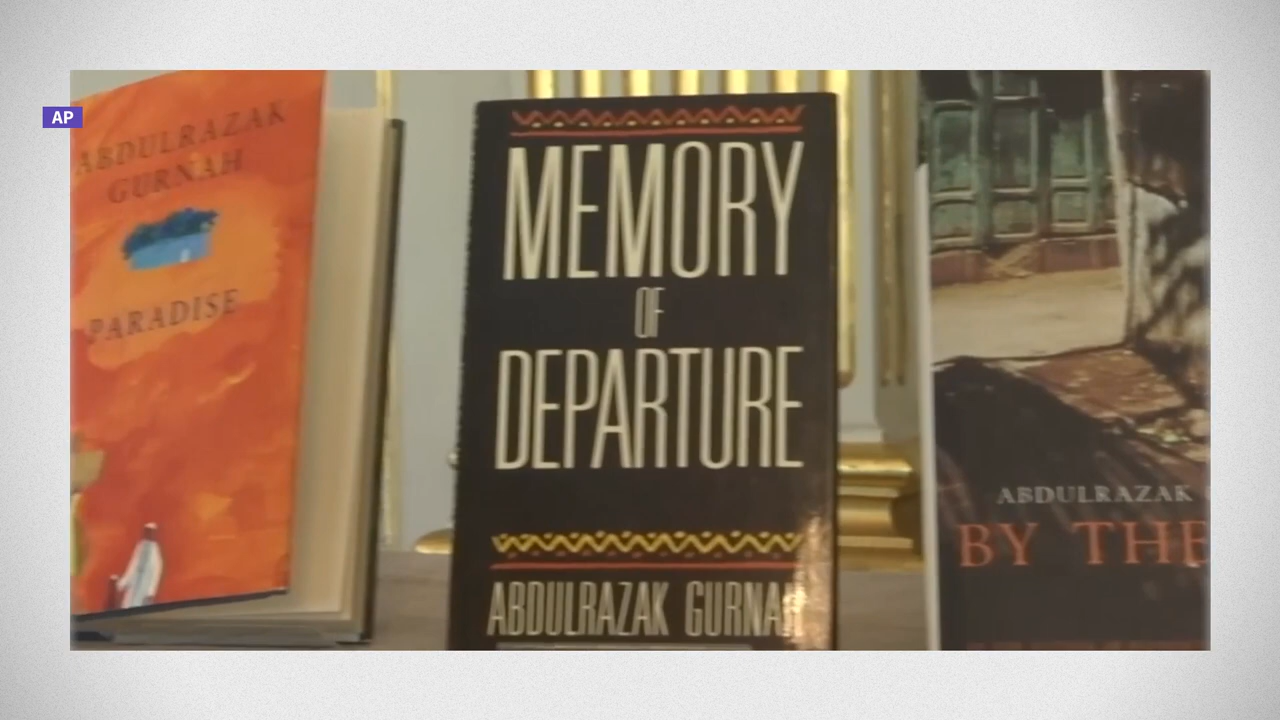 AP
ABDULRAZAK
GURNAH
PARADISE
MEMORY
OF
DEPARTURE
ABDULRAZAK GURNAH
ABDULRAZAK
BY THE